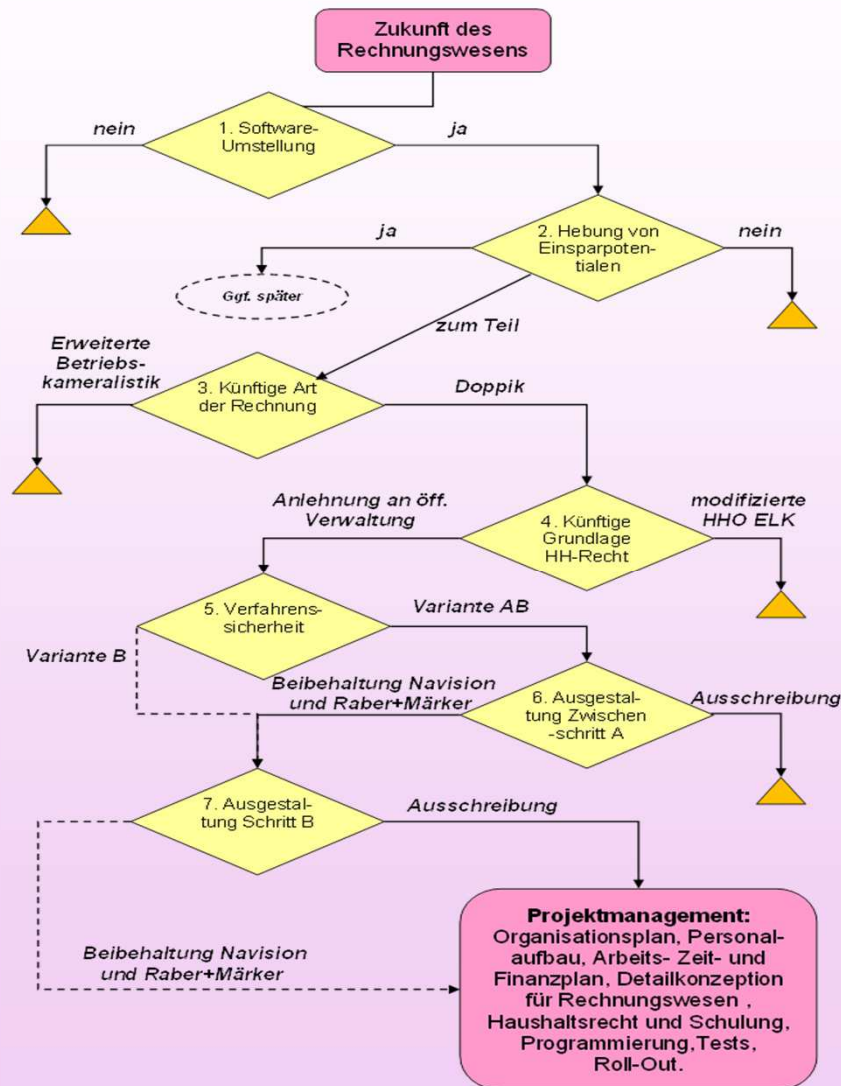 Zukunft des
Rechnungswesens
nein
1. Software-
Umstellung
ja
ja
2. Hebung von
Einsparpoten-
tialen
nein
Ggf. später
zum Teil
Erweiterte
Betriebs-
kameralistik
3. Künftige Art
der Rechnung
Doppik
Anlehnung an öff.
Verwaltung
4. Künftige
Grundlage
HH-Recht
modifizierte
HHO ELK
5. Verfahrens-
sicherheit
Variante AB
Variante B
Beibehaltung Navision
und Raber+Märker
6. Ausgestal-
tung Zwischen
-schritt A
Ausschreibung
7. Ausgestal-
tung Schritt B
Ausschreibung
Beibehaltung Navision
und Raber+Märker
Projektmanagement:
Organisationsplan, Personal-
aufbau, Arbeits- Zeit- und
Finanzplan, Detailkonzeption
für Rechnungswesen ,
Haushaltsrecht und Schulung,
Programmierung,Tests,
Roll-Out.